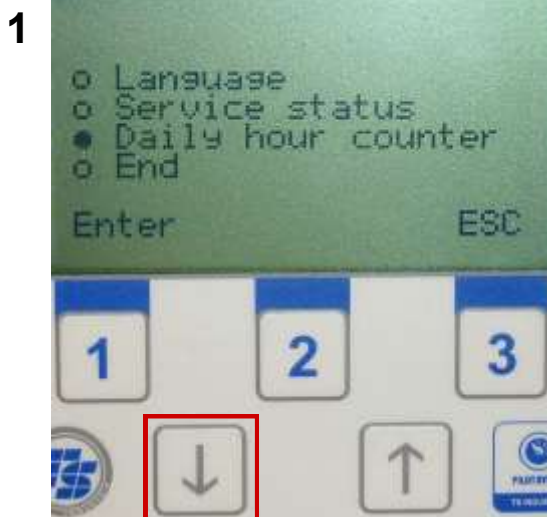 1
o Language
o Service status
● Daily hour counter
o End
Enter ESC
1 2 3
↓ ↑